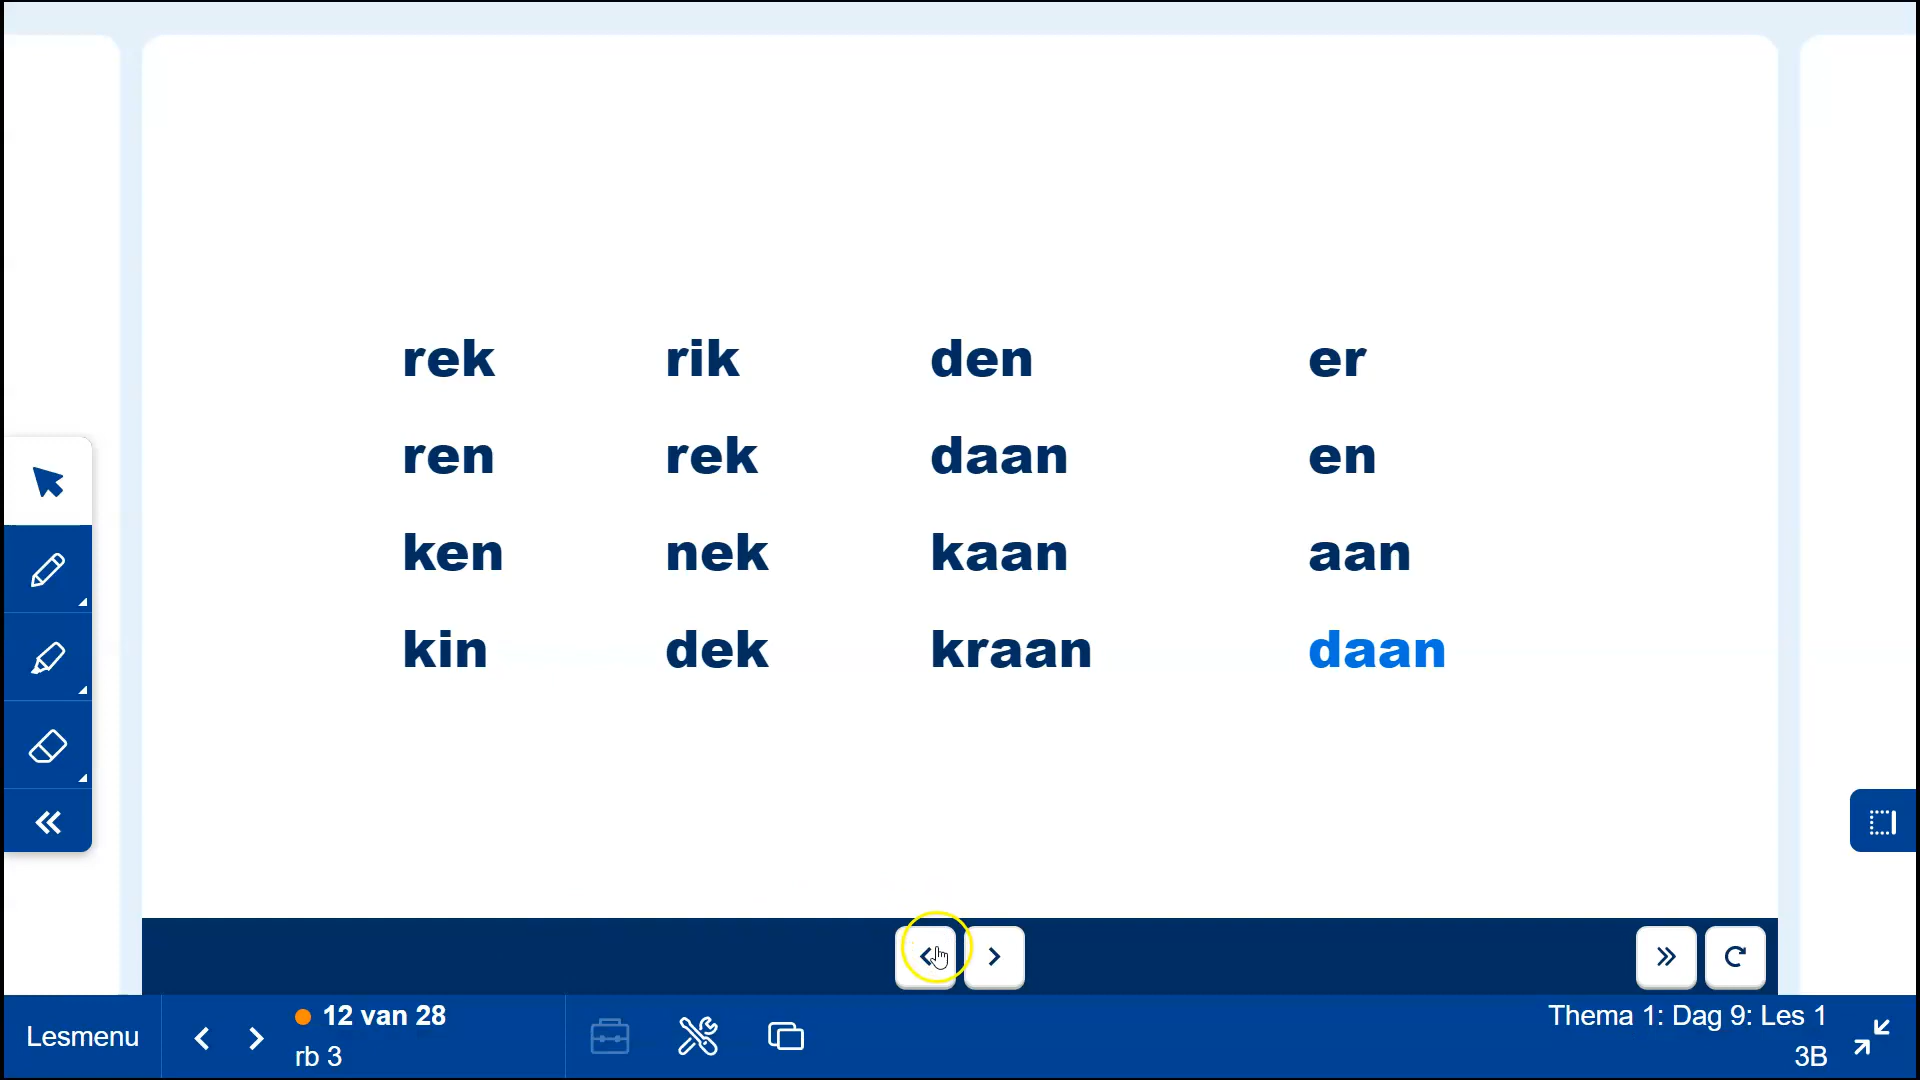 rek rik den er
ren rek daan en
ken nek kaan aan
kin dek kraan daan
Lesmenu
12 van 28
rb 3
Thema 1: Dag 9: Les 1
3B